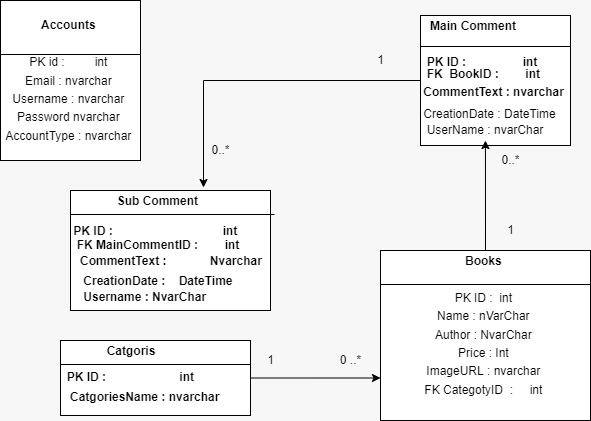 Accounts
PK id : int
Email : nvarchar
Username : nvarchar
Password nvarchar
AccountType : nvarchar
Main Comment
PK ID : int
FK BookID : int
CommentText : nvarchar
CreationDate : DateTime
UserName : nvarChar
1
0..*
Sub Comment
PK ID : int
FK MainCommentID : int
CommentText : Nvarchar
CreationDate : DateTime
Username : NvarChar
0..*
1
Books
PK ID : int
Name : nVarChar
Author : NvarChar
Price : Int
ImageURL : nvarchar
FK CategotyID : int
Catgoris
PK ID : int
CatgoriesName : nvarchar
1
0 ..*